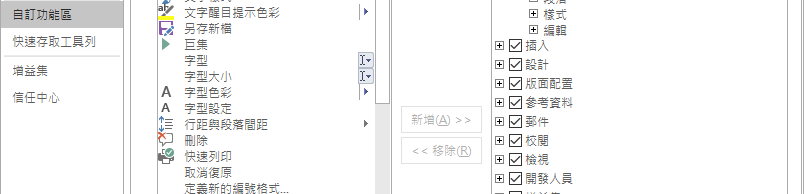 自訂功能區
快速存取工具列
增益集
信任中心
文字醒目提示色彩
另存新檔
巨集
字型
字型大小
字型色彩
字型設定
行距與段落間距
刪除
快速列印
取消復原
定義新的編號格式...
新增(A) >>
<< 移除(R)
樣式
編輯
插入
設計
版面配置
參考資料
郵件
校閱
檢視
開發人員